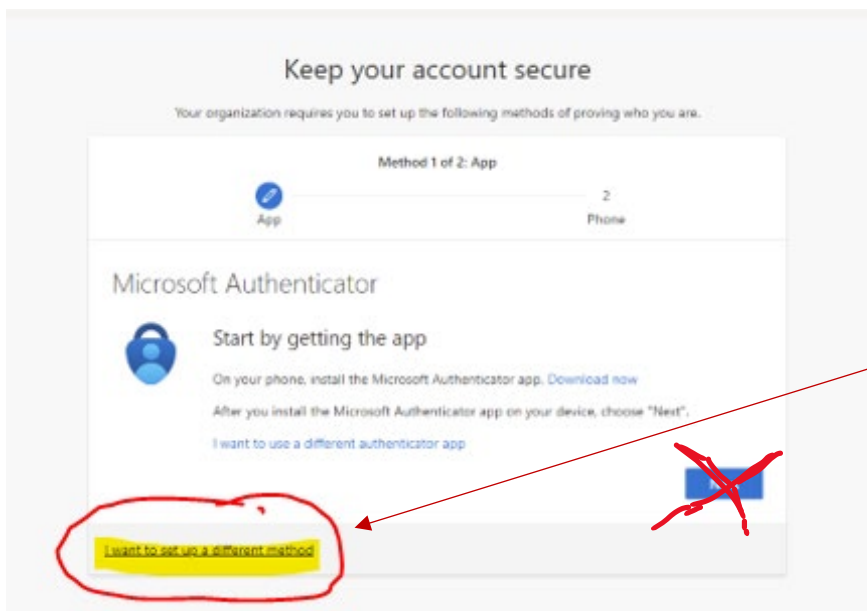 Keep your account secure
Your organization requires you to set up the following methods of proving who you are.
Method 1 of 2: App
App
2
Phone
Microsoft Authenticator
Start by getting the app
On your phone, install the Microsoft Authenticator app. Download now
After you install the Microsoft Authenticator app on your device, choose "Next".
I want to use a different authenticator app
I want to set up a different method